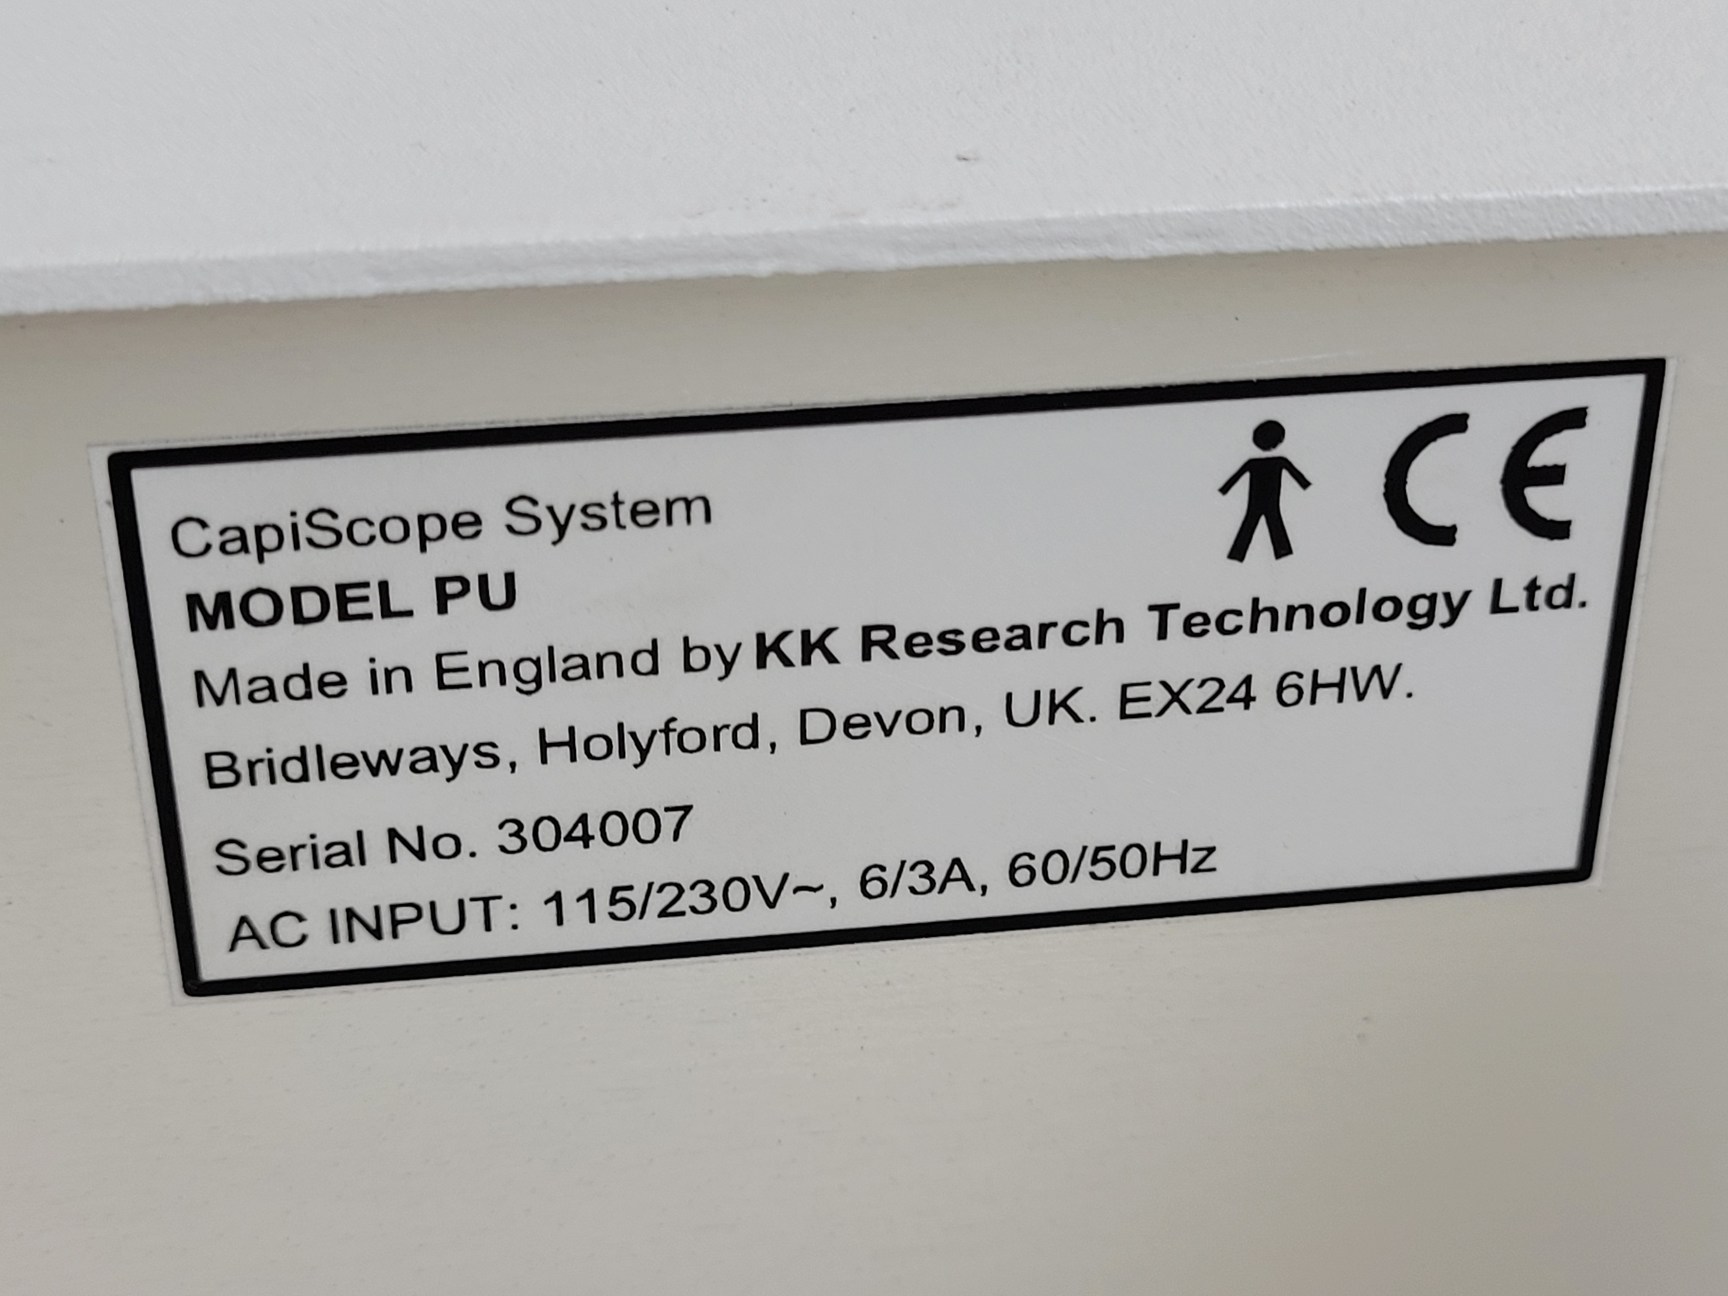 CE
CapiScope System
MODEL PU
Made in England by KK Research Technology Ltd.
Bridleways, Holyford, Devon, UK. EX24 6HW.
Serial No. 304007
AC INPUT: 115/230V~, 6/3A, 60/50Hz